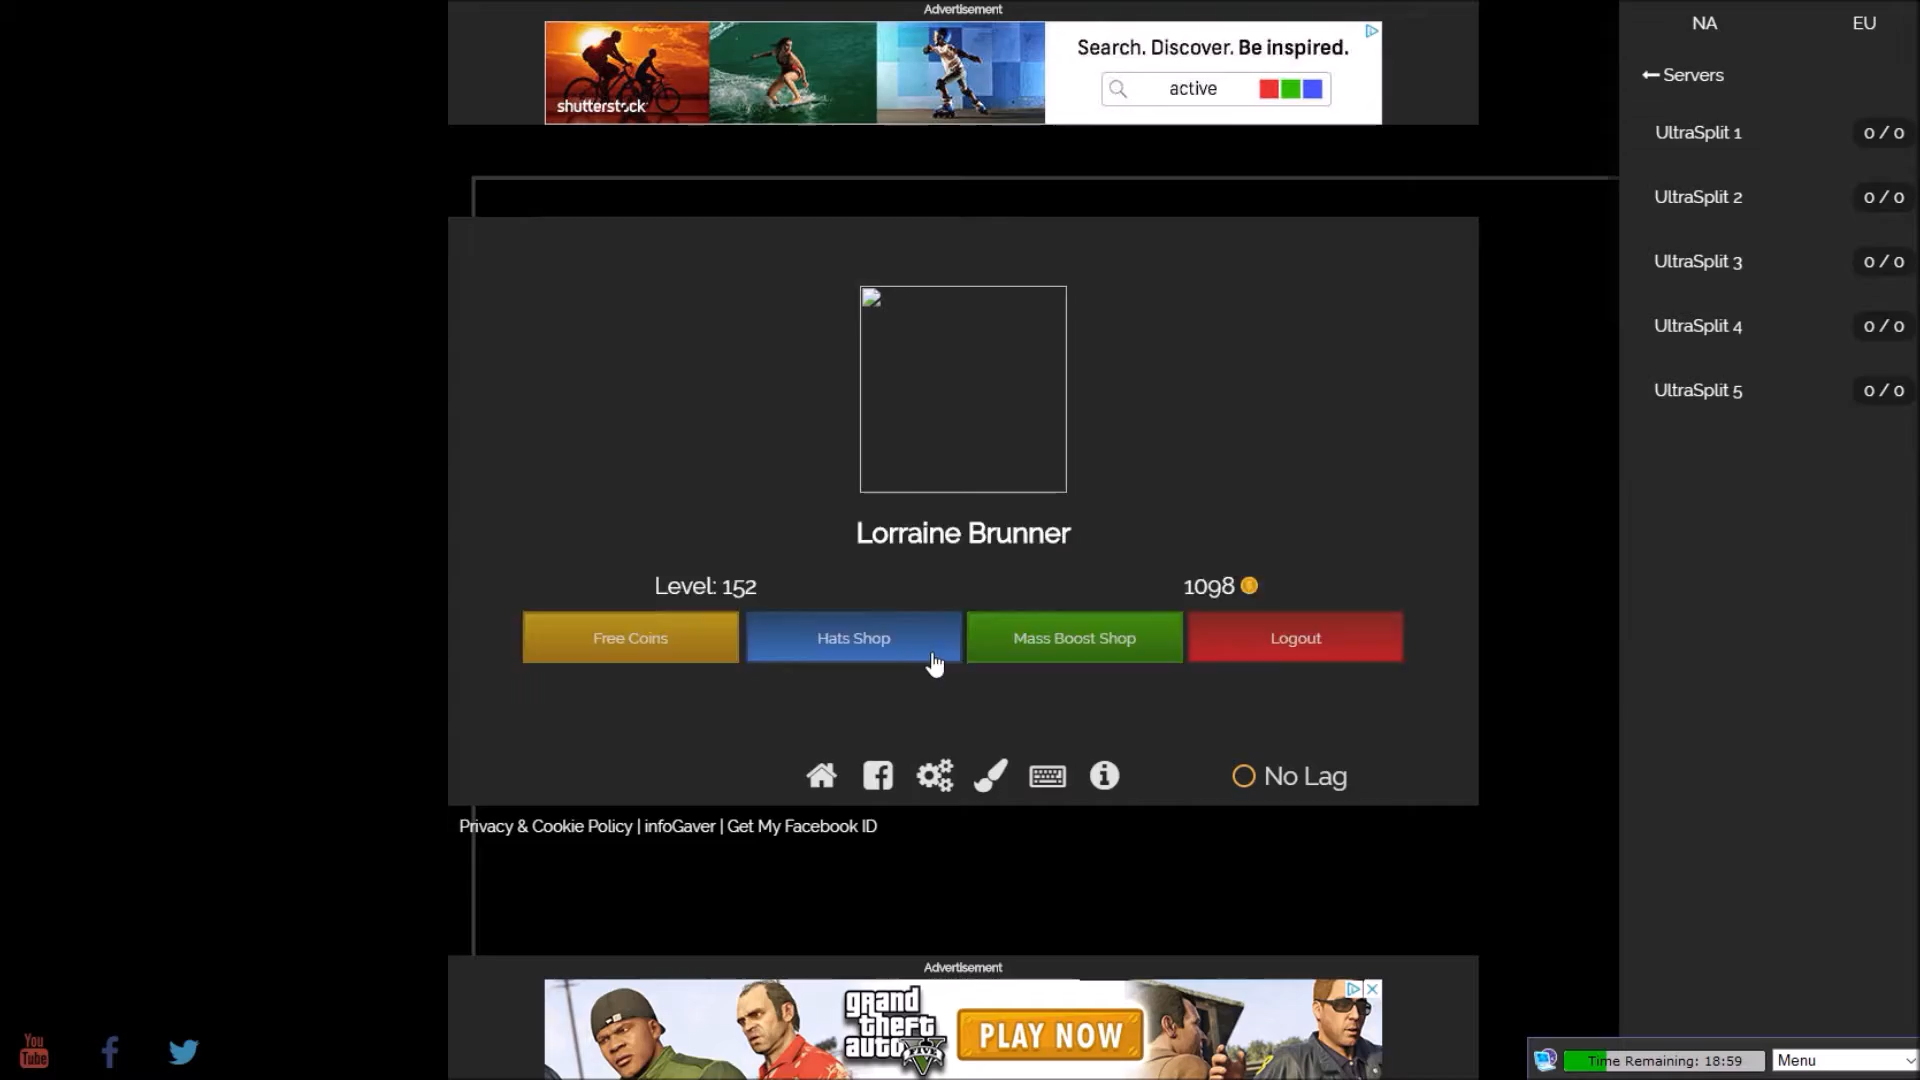 Advertisement
shutterstock
Search. Discover. Be inspired.
active
NA EU
Servers
UltraSplit 1 0 / 0
UltraSplit 2 0 / 0
UltraSplit 3 0 / 0
UltraSplit 4 0 / 0
UltraSplit 5 0 / 0
Lorraine Brunner
Level: 152 1098
Free Coins Hats Shop Mass Boost Shop Logout
No Lag
Privacy & Cookie Policy | infoGaver | Get My Facebook ID
Advertisement
grand
theft
auto
FIVE
PLAY NOW
You
Tube
Time Remaining: 18:59 Menu